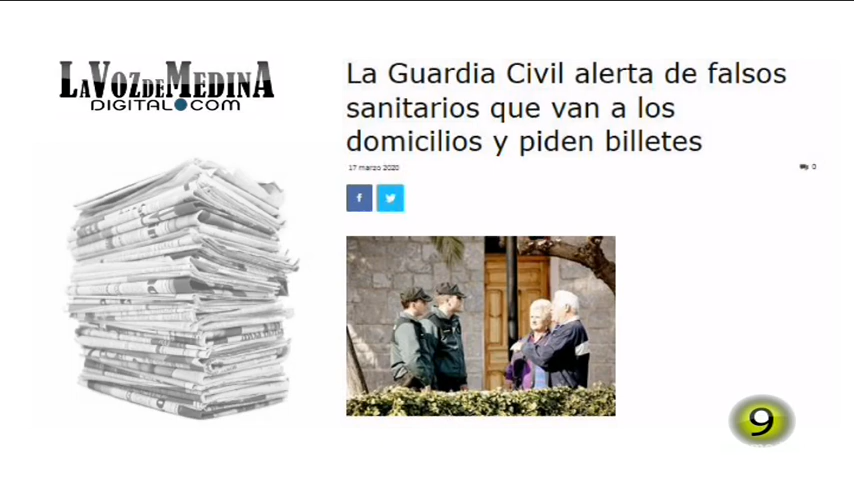 LAVOZDEMEDINA
DIGITAL.COM
La Guardia Civil alerta de falsos
sanitarios que van a los
domicilios y piden billetes
17 marzo 2020
0
f
9